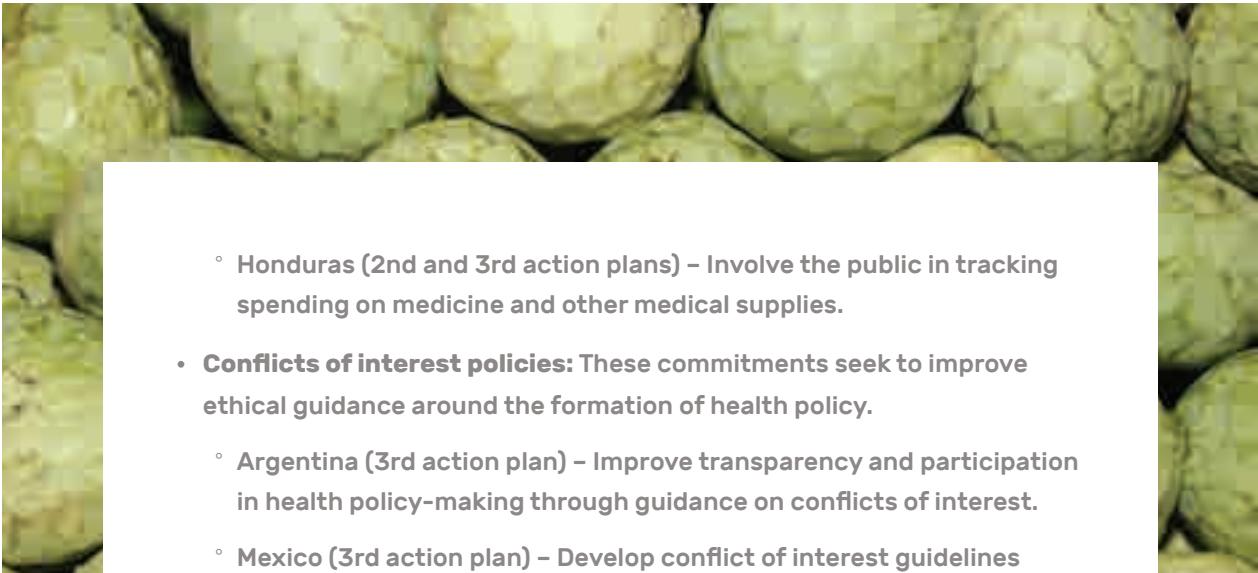 ° Honduras (2nd and 3rd action plans) – Involve the public in tracking
spending on medicine and other medical supplies.
• Conflicts of interest policies: These commitments seek to improve
ethical guidance around the formation of health policy.
° Argentina (3rd action plan) – Improve transparency and participation
in health policy-making through guidance on conflicts of interest.
° Mexico (3rd action plan) – Develop conflict of interest guidelines